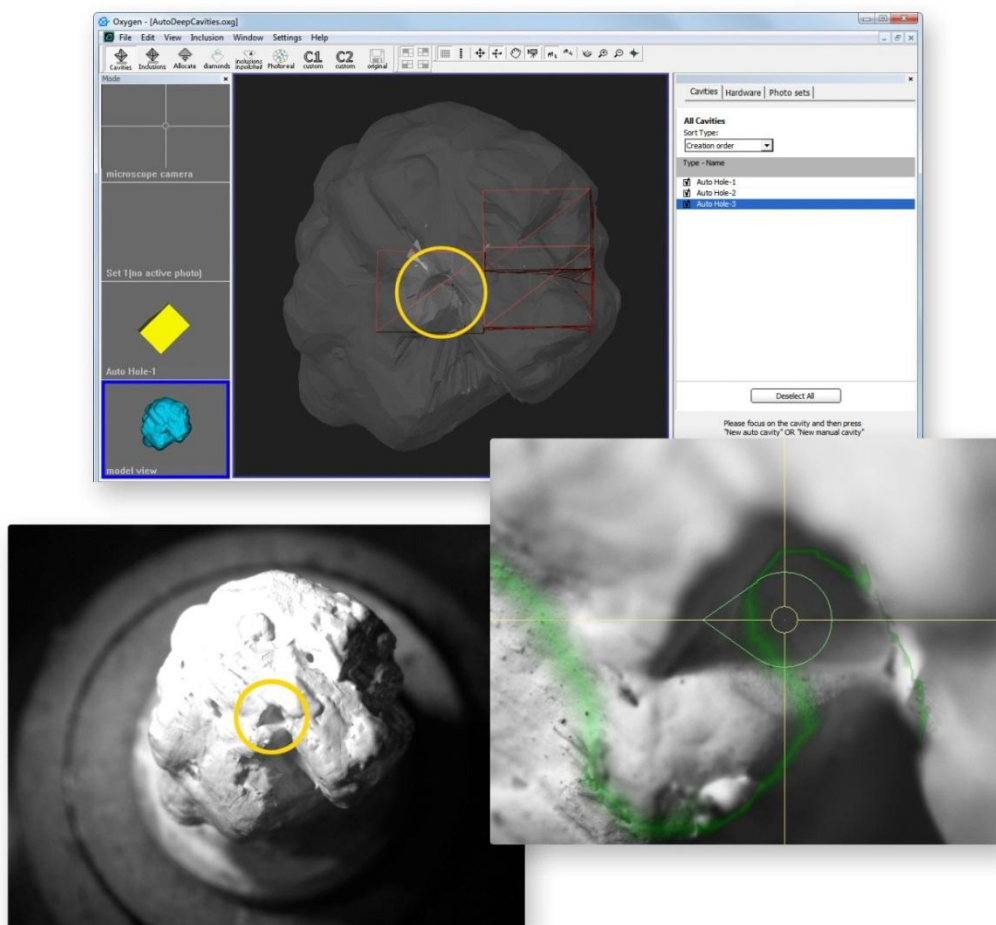 Oxygen - [AutoDeepCavities.oxg]
File Edit View Inclusion Window Settings Help
Cavities Inclusions Allocate diamonds inclusions in polished Photoreal C1 custom C2 custom original
Mode
microscope camera
Set 1[no active photo]
Auto Hole-1
model view
Cavities Hardware Photo sets
All Cavities
Sort Type:
Creation order
Type - Name
Auto Hole-1
Auto Hole-2
Auto Hole-3
Deselect All
Please focus on the cavity and then press
"New auto cavity" OR "New manual cavity"